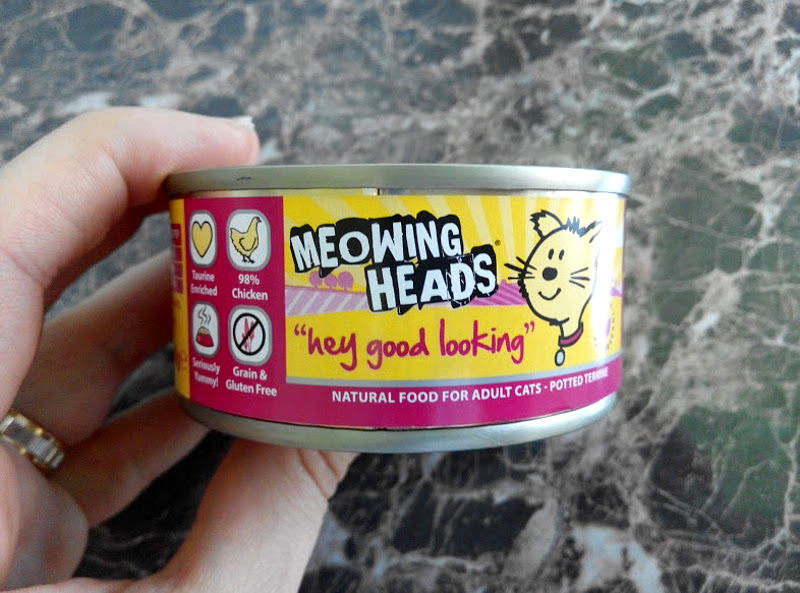 Taurine
Enriched
98%
Chicken
Seriously
Yummy!
Grain &
Gluten Free
MEOWING
HEADS®
"hey good looking"
NATURAL FOOD FOR ADULT CATS - POTTED TERRINE